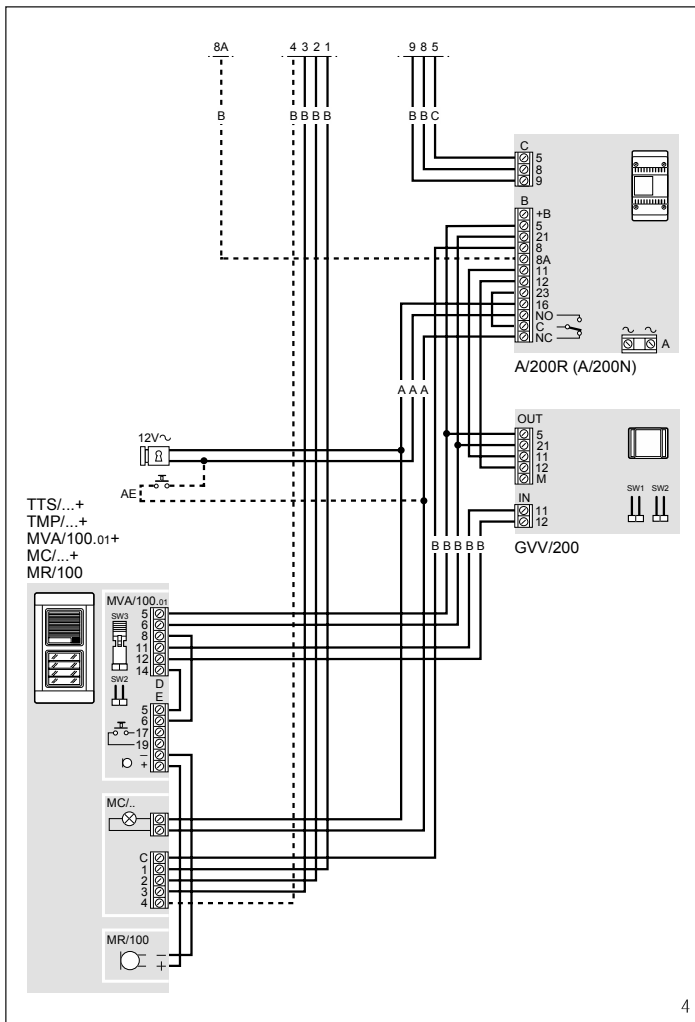 8A 4 3 2 1 9 8 5
B B B B B B B C
C
5
8
9
B
+B
5
21
8
8A
11
12
23
16
NO
C
NC
A
A/200R (A/200N)
A A A
12V~
AE
OUT
5
21
11
12
M
IN
11
12
SW1 SW2
GVV/200
B B B B B
TTS/...+
TMP/...+
MVA/100.01+
MC/...+
MR/100
MVA/100.01
SW3
5
6
8
11
12
14
SW2
D
E
5
6
17
19
–
+
MC/..
C
1
2
3
4
MR/100
–
+
4